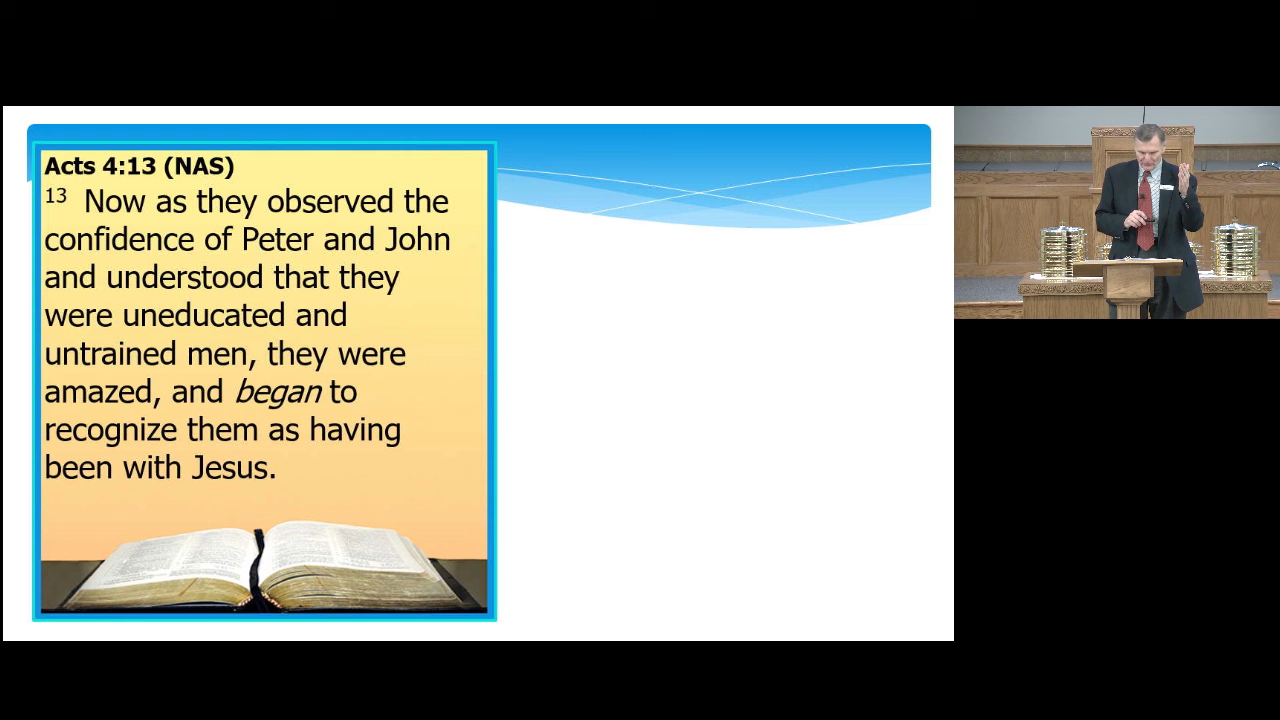 Acts 4:13 (NAS)
13 Now as they observed the
confidence of Peter and John
and understood that they
were uneducated and
untrained men, they were
amazed, and began to
recognize them as having
been with Jesus.